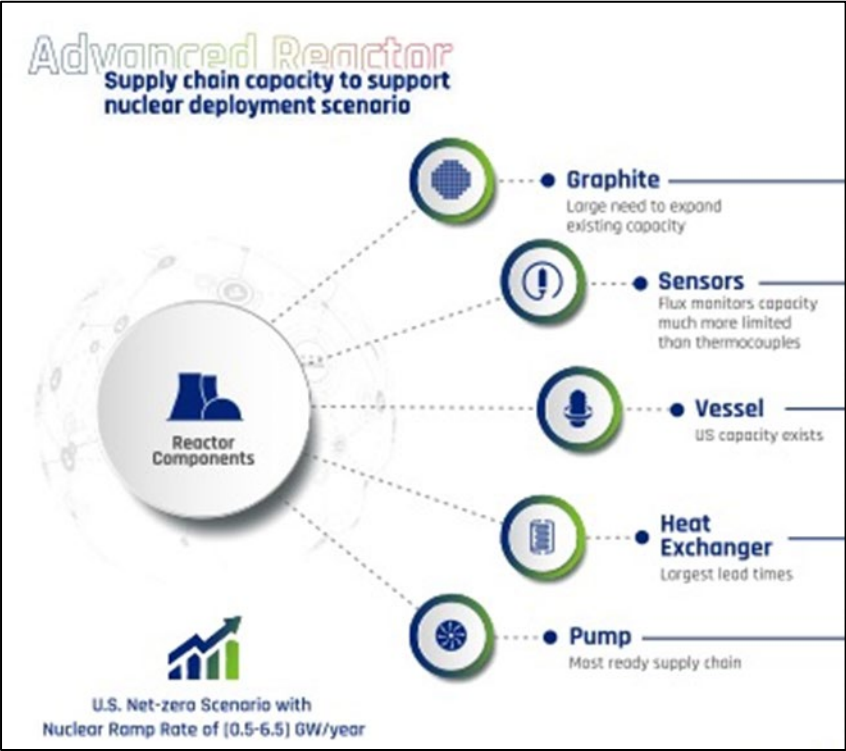 Advanced Reactor
Supply chain capacity to support
nuclear deployment scenario
Graphite
Large need to expand
existing capacity
Sensors
Flux monitors capacity
much more limited
than thermocouples
Vessel
US capacity exists
Reactor
Components
Heat
Exchanger
Largest lead times
Pump
Most ready supply chain
U.S. Net-zero Scenario with
Nuclear Ramp Rate of (0.5-6.5) GW/year